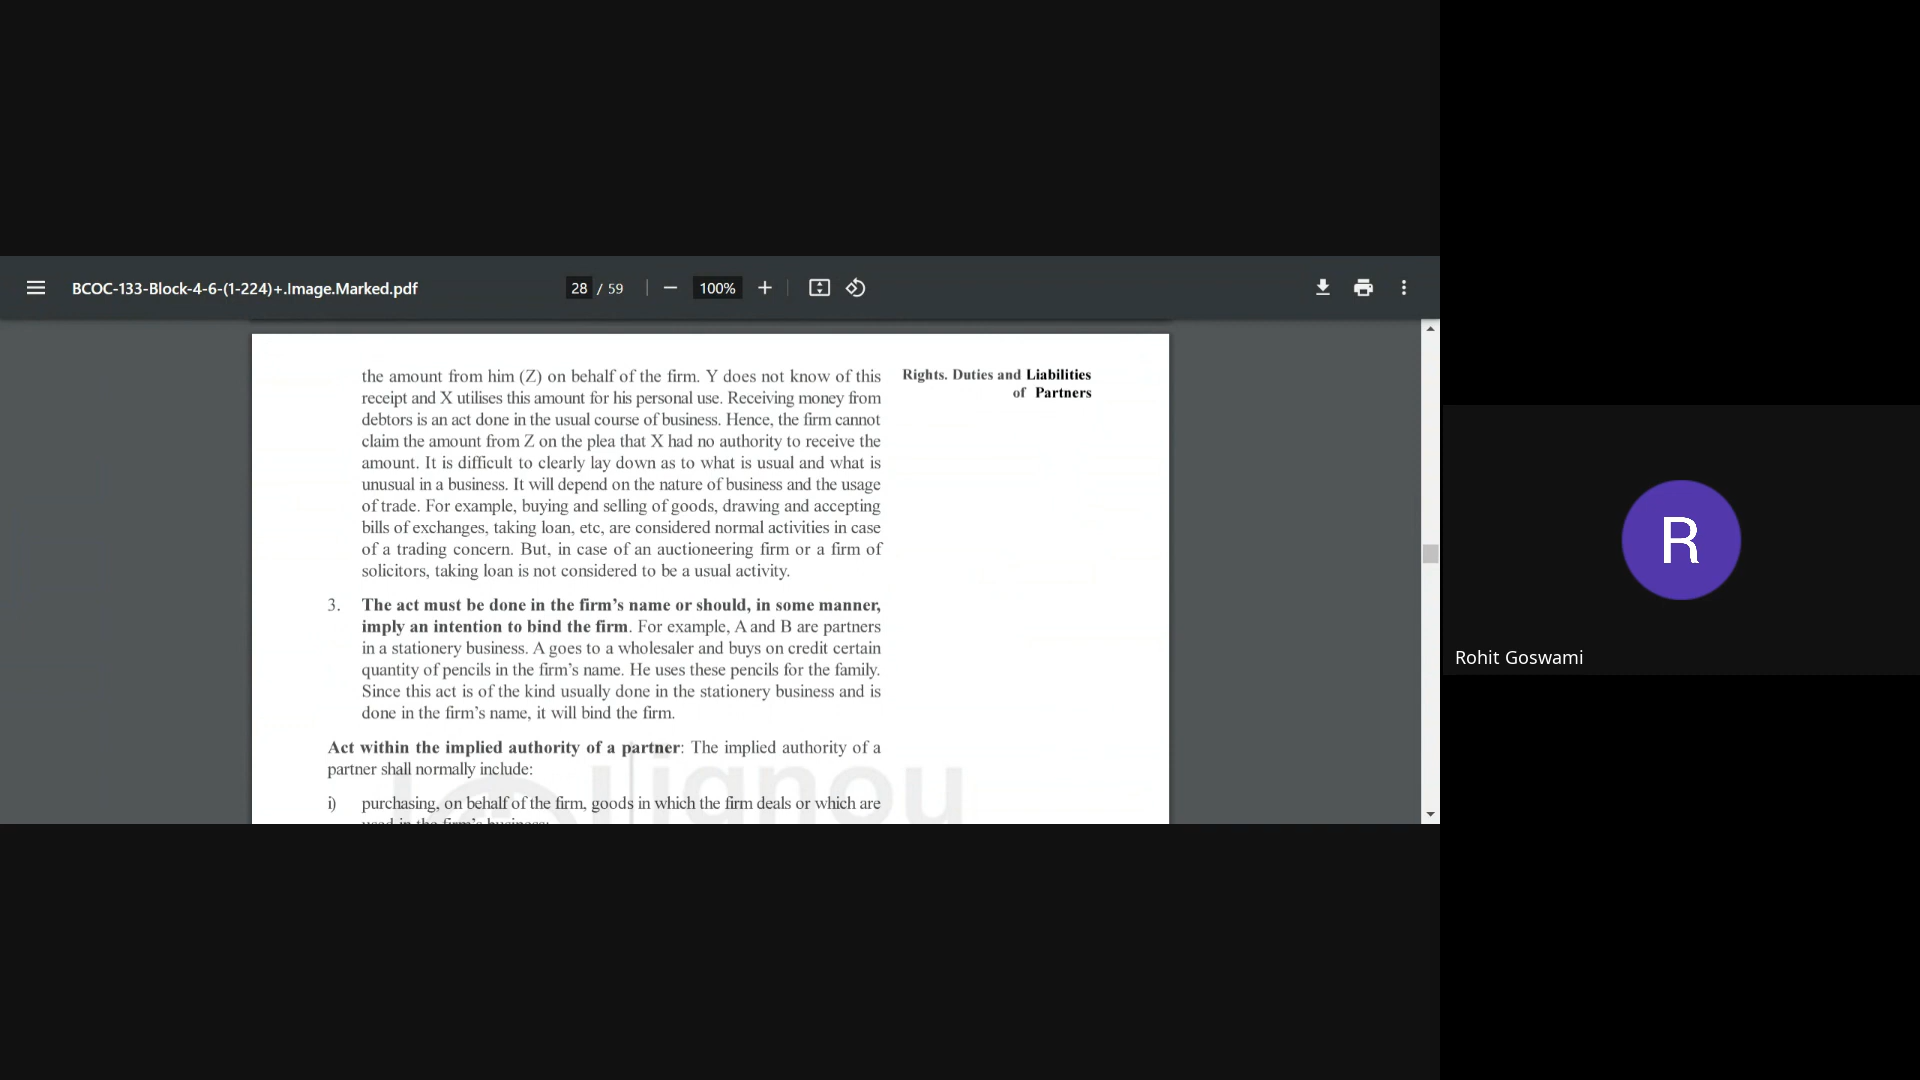 BCOC-133-Block-4-6-(1-224)+.Image.Marked.pdf
28 / 59
100%
the amount from him (Z) on behalf of the firm. Y does not know of this
receipt and X utilises this amount for his personal use. Receiving money from
debtors is an act done in the usual course of business. Hence, the firm cannot
claim the amount from Z on the plea that X had no authority to receive the
amount. It is difficult to clearly lay down as to what is usual and what is
unusual in a business. It will depend on the nature of business and the usage
of trade. For example, buying and selling of goods, drawing and accepting
bills of exchanges, taking loan, etc, are considered normal activities in case
of a trading concern. But, in case of an auctioneering firm or a firm of
solicitors, taking loan is not considered to be a usual activity.
Rights. Duties and Liabilities
of Partners
3. The act must be done in the firm's name or should, in some manner,
imply an intention to bind the firm. For example, A and B are partners
in a stationery business. A goes to a wholesaler and buys on credit certain
quantity of pencils in the firm's name. He uses these pencils for the family.
Since this act is of the kind usually done in the stationery business and is
done in the firm's name, it will bind the firm.
Act within the implied authority of a partner: The implied authority of a
partner shall normally include:
i) purchasing, on behalf of the firm, goods in which the firm deals or which are
used in the firm's business;
ignou
R
Rohit Goswami